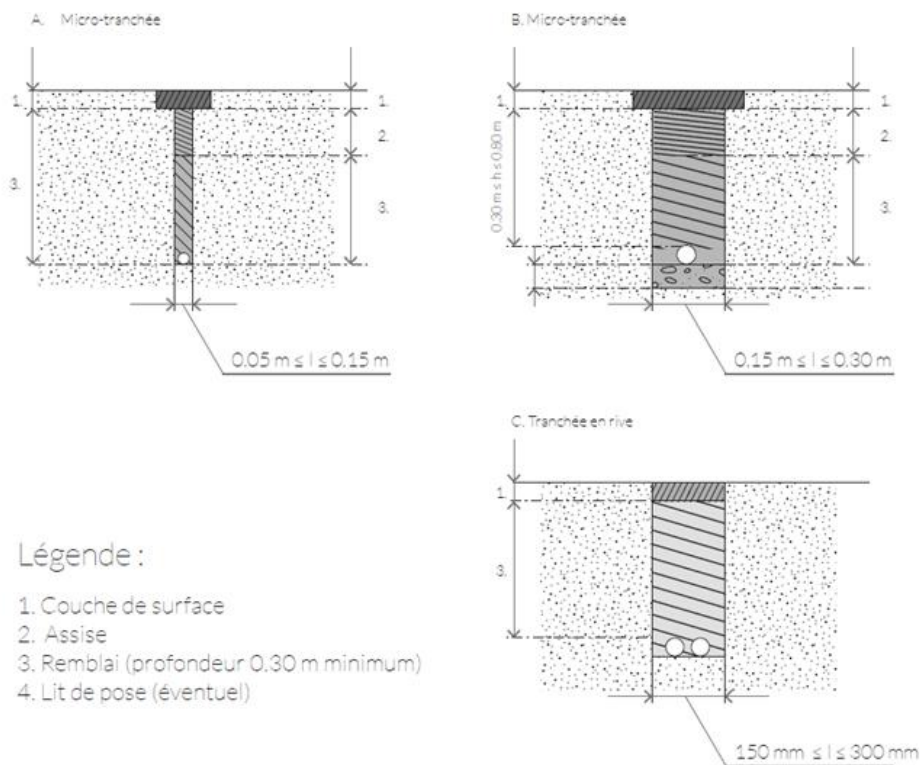 A. Micro-tranchée
1.
3.
1.
2.
3.
0.05 m ≤ l ≤ 0.15 m
B. Micro-tranchée
1.
0.30 m ≤ h ≤ 0.80 m
1.
2.
3.
0.15 m ≤ l ≤ 0.30 m
C. Tranchée en rive
1.
3.
150 mm ≤ l ≤ 300 mm
Légende :
1. Couche de surface
2. Assise
3. Remblai (profondeur 0.30 m minimum)
4. Lit de pose (éventuel)